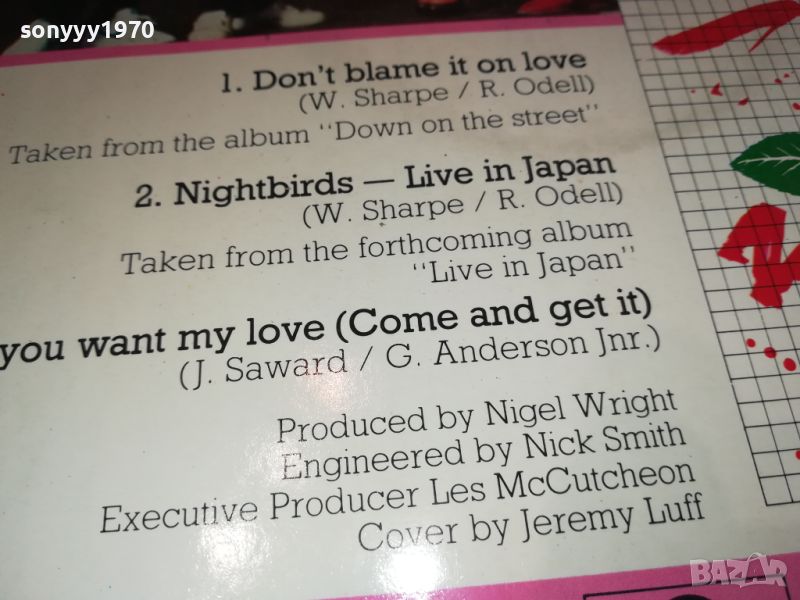 sonyyy1970
1. Don't blame it on love
(W. Sharpe / R. Odell)
Taken from the album "Down on the street"
2. Nightbirds — Live in Japan
(W. Sharpe / R. Odell)
Taken from the forthcoming album
"Live in Japan"
you want my love (Come and get it)
(J. Saward / G. Anderson Jnr.)
Produced by Nigel Wright
Engineered by Nick Smith
Executive Producer Les McCutcheon
Cover by Jeremy Luff
BAZAR